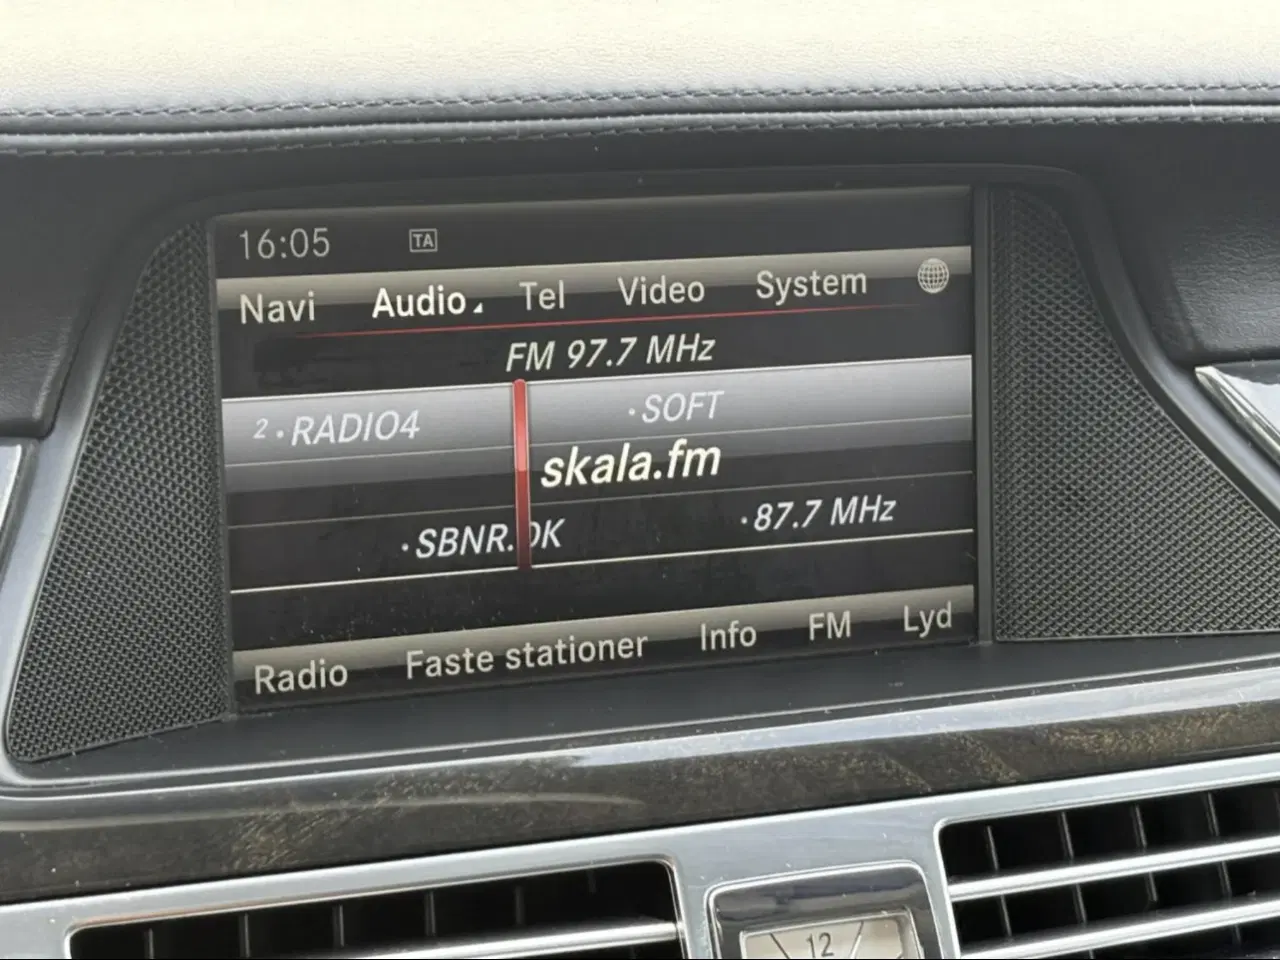 16:05 TA
Navi Audio Tel Video System
FM 97.7 MHz
2 · RADIO4 · SOFT
skala.fm
· SBNR.DK · 87.7 MHz
Radio Faste stationer Info FM Lyd
12